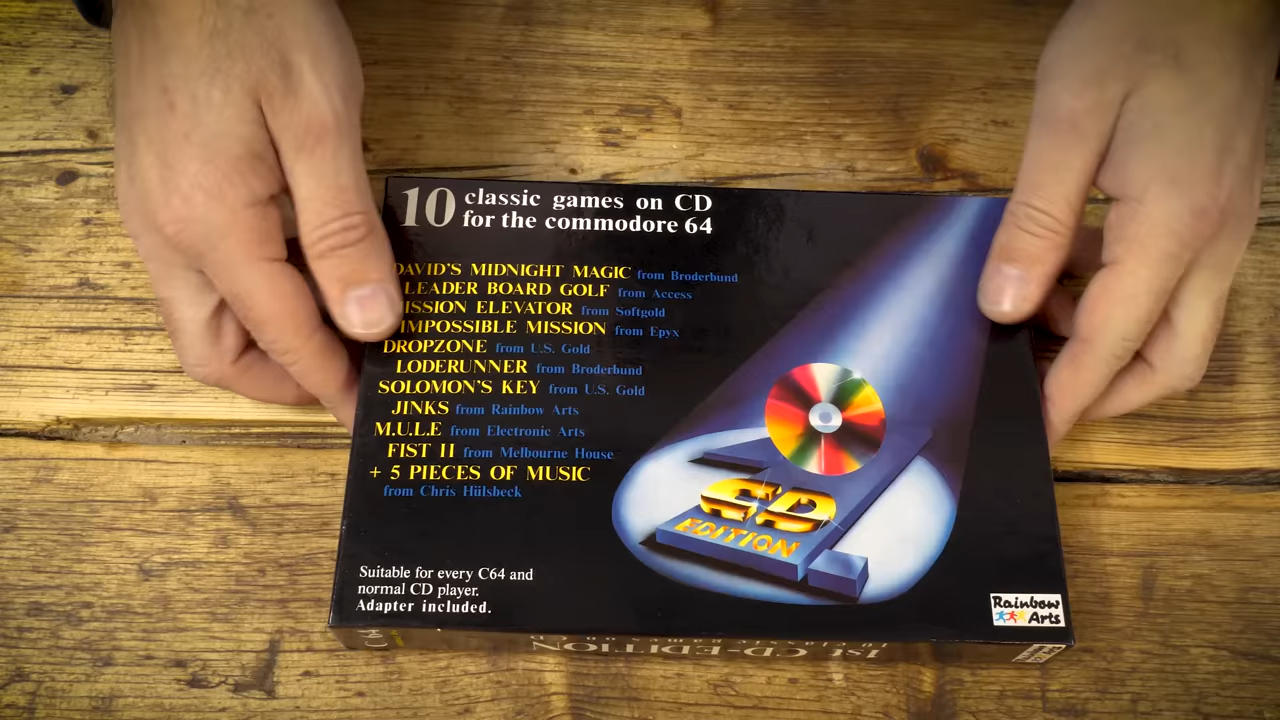 10 classic games on CD
for the commodore 64
DAVID'S MIDNIGHT MAGIC from Broderbund
LEADER BOARD GOLF from Access
MISSION ELEVATOR from Softgold
IMPOSSIBLE MISSION from Epyx
DROPZONE from U.S. Gold
LODERUNNER from Broderbund
SOLOMON'S KEY from U.S. Gold
JINKS from Rainbow Arts
M.U.L.E from Electronic Arts
FIST II from Melbourne House
+ 5 PIECES OF MUSIC
from Chris Hülsbeck
CD
EDITION
1.
Suitable for every C64 and
normal CD player.
Adapter included.
Rainbow
Arts
1st CD-EDITION